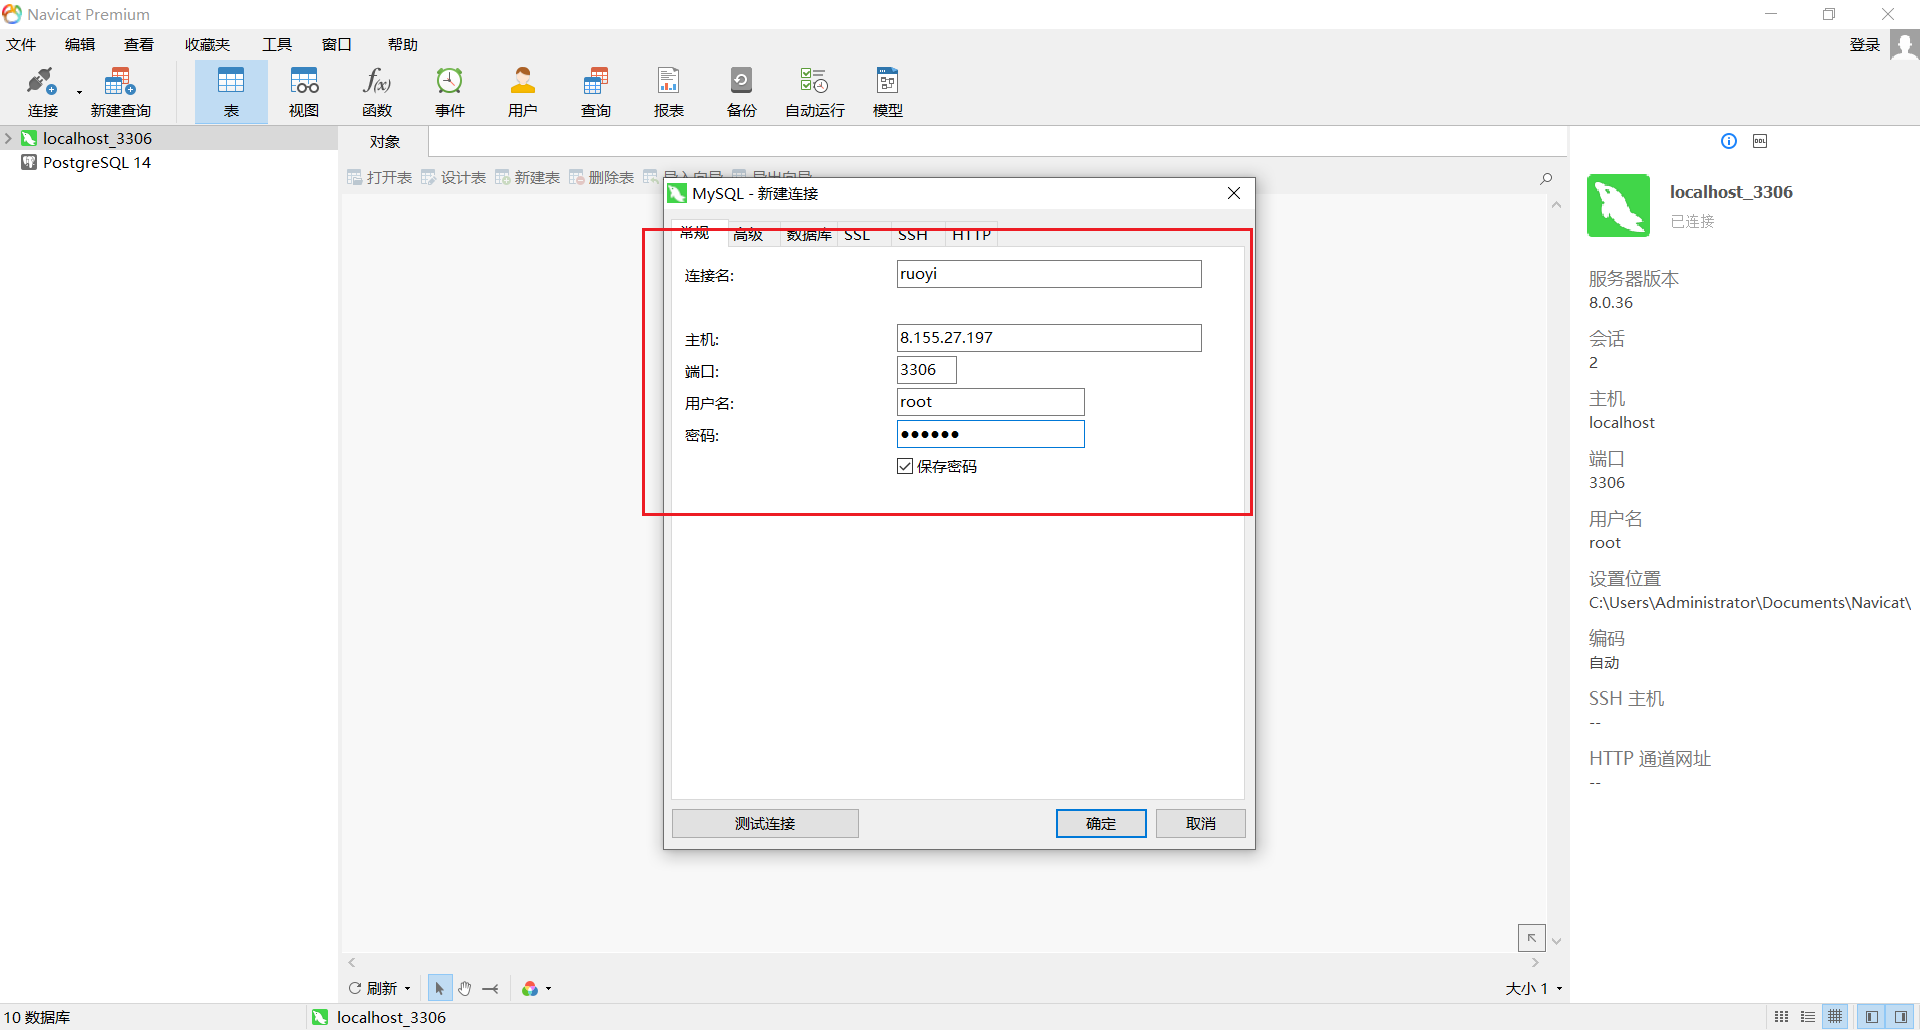 Navicat Premium
文件 编辑 查看 收藏夹 工具 窗口 帮助 登录
连接 新建查询 表 视图 函数 事件 用户 查询 报表 备份 自动运行 模型
localhost_3306
PostgreSQL 14
对象
打开表 设计表 新建表 删除表 导入向导 导出向导
MySQL - 新建连接
常规 高级 数据库 SSL SSH HTTP
连接名: ruoyi
主机: 8.155.27.197
端口: 3306
用户名: root
密码: ●●●●●●
保存密码
测试连接 确定 取消
localhost_3306
已连接
服务器版本
8.0.36
会话
2
主机
localhost
端口
3306
用户名
root
设置位置
C:\Users\Administrator\Documents\Navicat\
编码
自动
SSH 主机
--
HTTP 通道网址
--
刷新 大小 1
10 数据库 localhost_3306